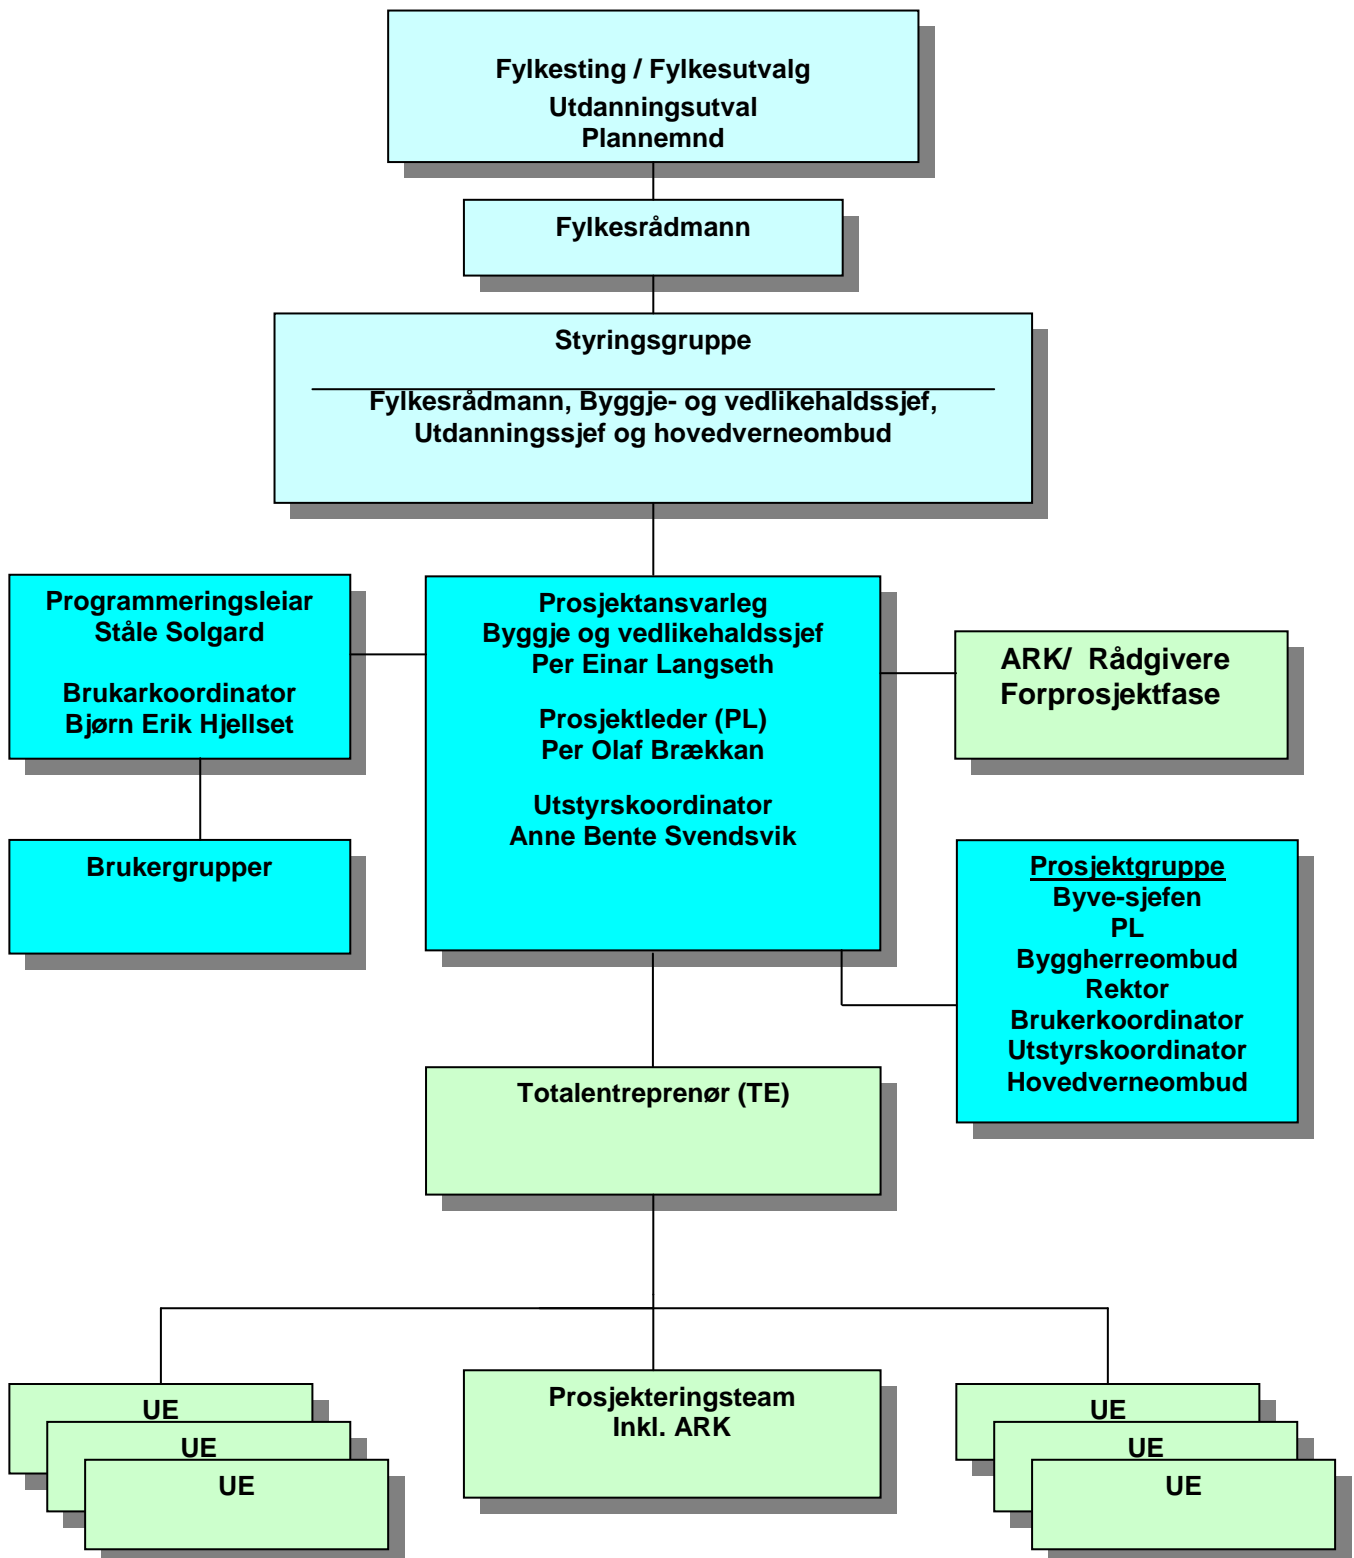 Fylkesting / Fylkesutvalg
Utdanningsutval
Plannemnd
Fylkesrådmann
Styringsgruppe
Fylkesrådmann, Byggje- og vedlikehaldssjef,
Utdanningssjef og hovedverneombud
Programmeringsleiar
Ståle Solgard
Brukarkoordinator
Bjørn Erik Hjellset
Prosjektansvarleg
Byggje og vedlikehaldssjef
Per Einar Langseth
Prosjektleder (PL)
Per Olaf Brækkan
Utstyrskoordinator
Anne Bente Svendsvik
ARK/ Rådgivere
Forprosjektfase
Brukergrupper
Prosjektgruppe
Byve-sjefen
PL
Byggherreombud
Rektor
Brukerkoordinator
Utstyrskoordinator
Hovedverneombud
Totalentreprenør (TE)
UE
UE
UE
Prosjekteringsteam
Inkl. ARK
UE
UE
UE